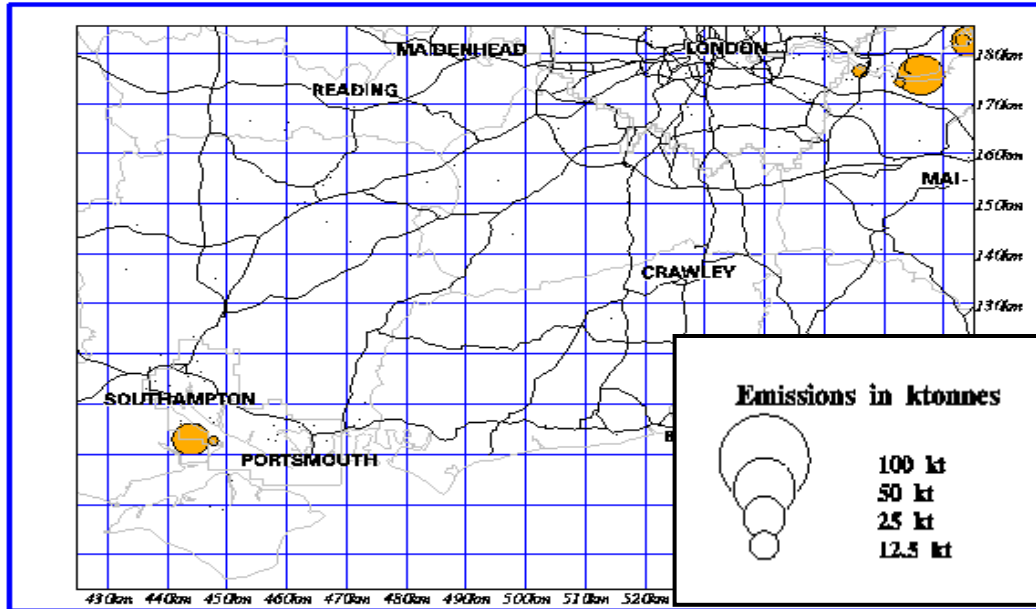 MAIDENHEAD
LONDON
180km
READING
170km
160km
MAI
150km
140km
CRAWLEY
130km
SOUTHAMPTON
PORTSMOUTH
430km 440km 450km 460km 470km 480km 490km 500km 510km 520km
Emissions in ktonnes
100 kt
50 kt
25 kt
12.5 kt